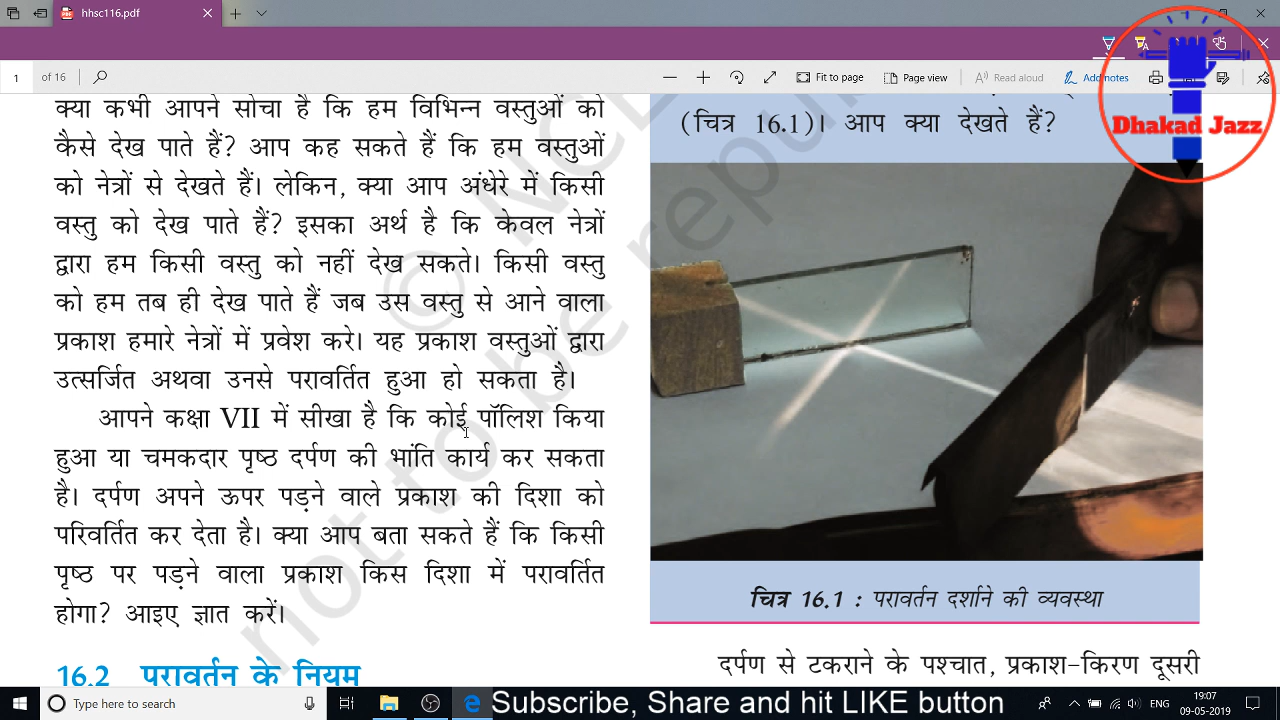 hhsc116.pdf
1 of 16
Fit to page
Page view
Read aloud
Add notes
Dhakad Jazz
क्या कभी आपने सोचा है कि हम विभिन्न वस्तुओं को
कैसे देख पाते हैं? आप कह सकते हैं कि हम वस्तुओं
को नेत्रों से देखते हैं। लेकिन, क्या आप अंधेरे में किसी
वस्तु को देख पाते हैं? इसका अर्थ है कि केवल नेत्रों
द्वारा हम किसी वस्तु को नहीं देख सकते। किसी वस्तु
को हम तब ही देख पाते हैं जब उस वस्तु से आने वाला
प्रकाश हमारे नेत्रों में प्रवेश करे। यह प्रकाश वस्तुओं द्वारा
उत्सर्जित अथवा उनसे परावर्तित हुआ हो सकता है।
आपने कक्षा VII में सीखा है कि कोई पॉलिश किया
हुआ या चमकदार पृष्ठ दर्पण की भांति कार्य कर सकता
है। दर्पण अपने ऊपर पड़ने वाले प्रकाश की दिशा को
परिवर्तित कर देता है। क्या आप बता सकते हैं कि किसी
पृष्ठ पर पड़ने वाला प्रकाश किस दिशा में परावर्तित
होगा? आइए ज्ञात करें।
16.2 परावर्तन के नियम
(चित्र 16.1)। आप क्या देखते हैं?
चित्र 16.1 : परावर्तन दर्शाने की व्यवस्था
दर्पण से टकराने के पश्चात, प्रकाश-किरण दूसरी
not to be
Type here to search
Subscribe, Share and hit LIKE button
ENG
19:07
09-05-2019